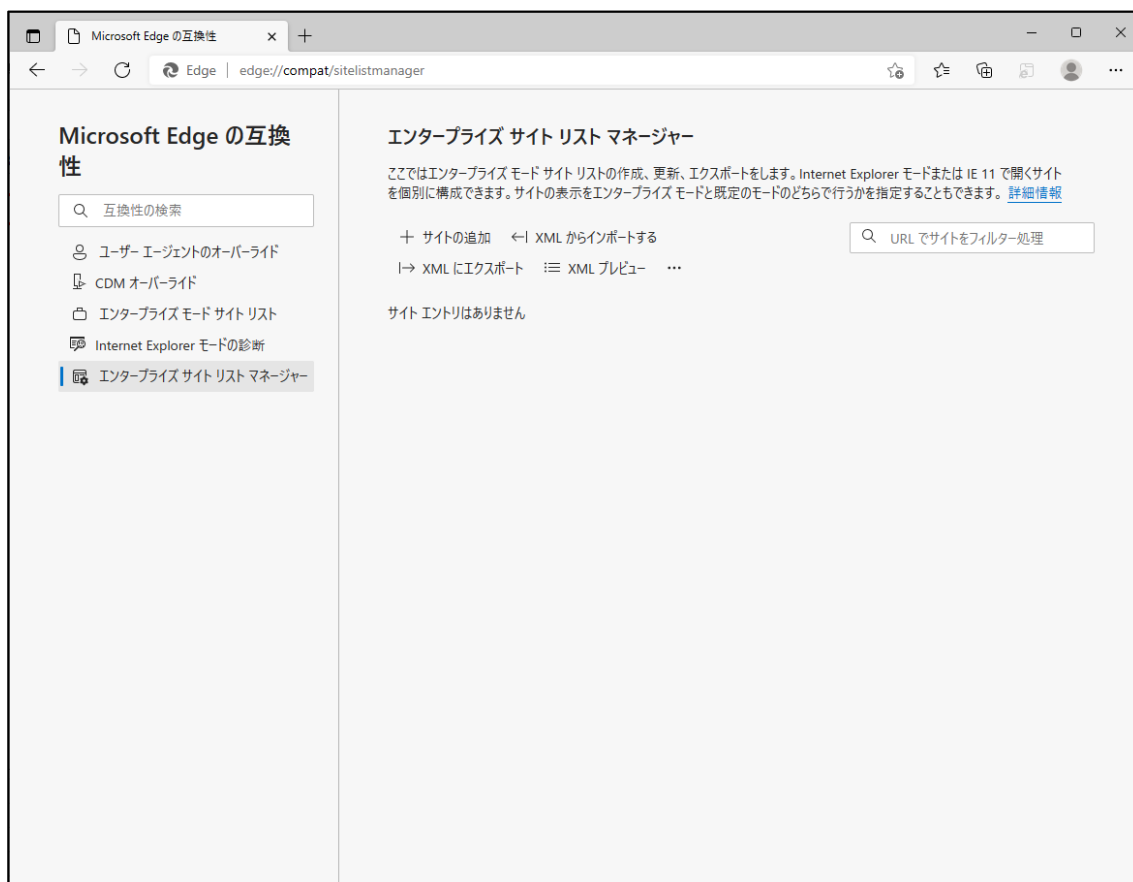 Microsoft Edge の互換性
Edge
edge://compat/sitelistmanager
Microsoft Edge の互換
性
互換性の検索
ユーザー エージェントのオーバーライド
CDM オーバーライド
エンタープライズ モード サイト リスト
Internet Explorer モードの診断
エンタープライズ サイト リスト マネージャー
エンタープライズ サイト リスト マネージャー
ここではエンタープライズ モード サイト リストの作成、更新、エクスポートをします。Internet Explorer モードまたは IE 11 で開くサイト
を個別に構成できます。サイトの表示をエンタープライズ モードと既定のモードのどちらで行うかを指定することもできます。 詳細情報
サイトの追加 XML からインポートする
URL でサイトをフィルター処理
XML にエクスポート XML プレビュー
サイト エントリはありません